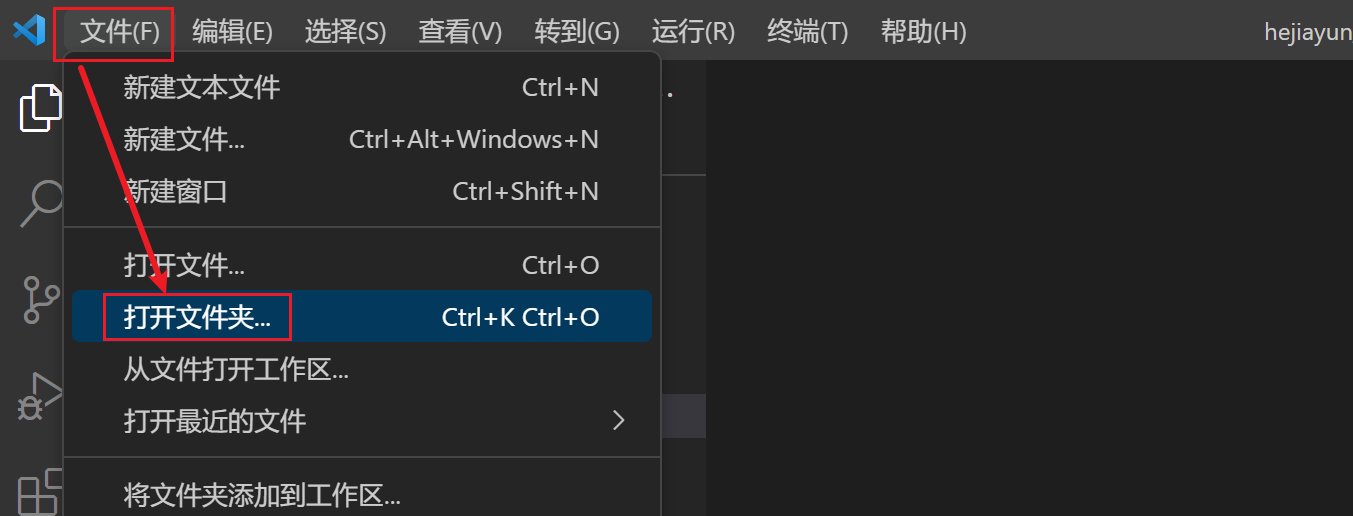 文件(F) 编辑(E) 选择(S) 查看(V) 转到(G) 运行(R) 终端(T) 帮助(H) hejiayun
新建文本文件 Ctrl+N
新建文件... Ctrl+Alt+Windows+N
新建窗口 Ctrl+Shift+N
打开文件... Ctrl+O
打开文件夹... Ctrl+K Ctrl+O
从文件打开工作区...
打开最近的文件
将文件夹添加到工作区...